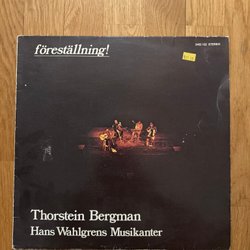 föreställning!
Thorstein Bergman
Hans Wahlgrens Musikanter